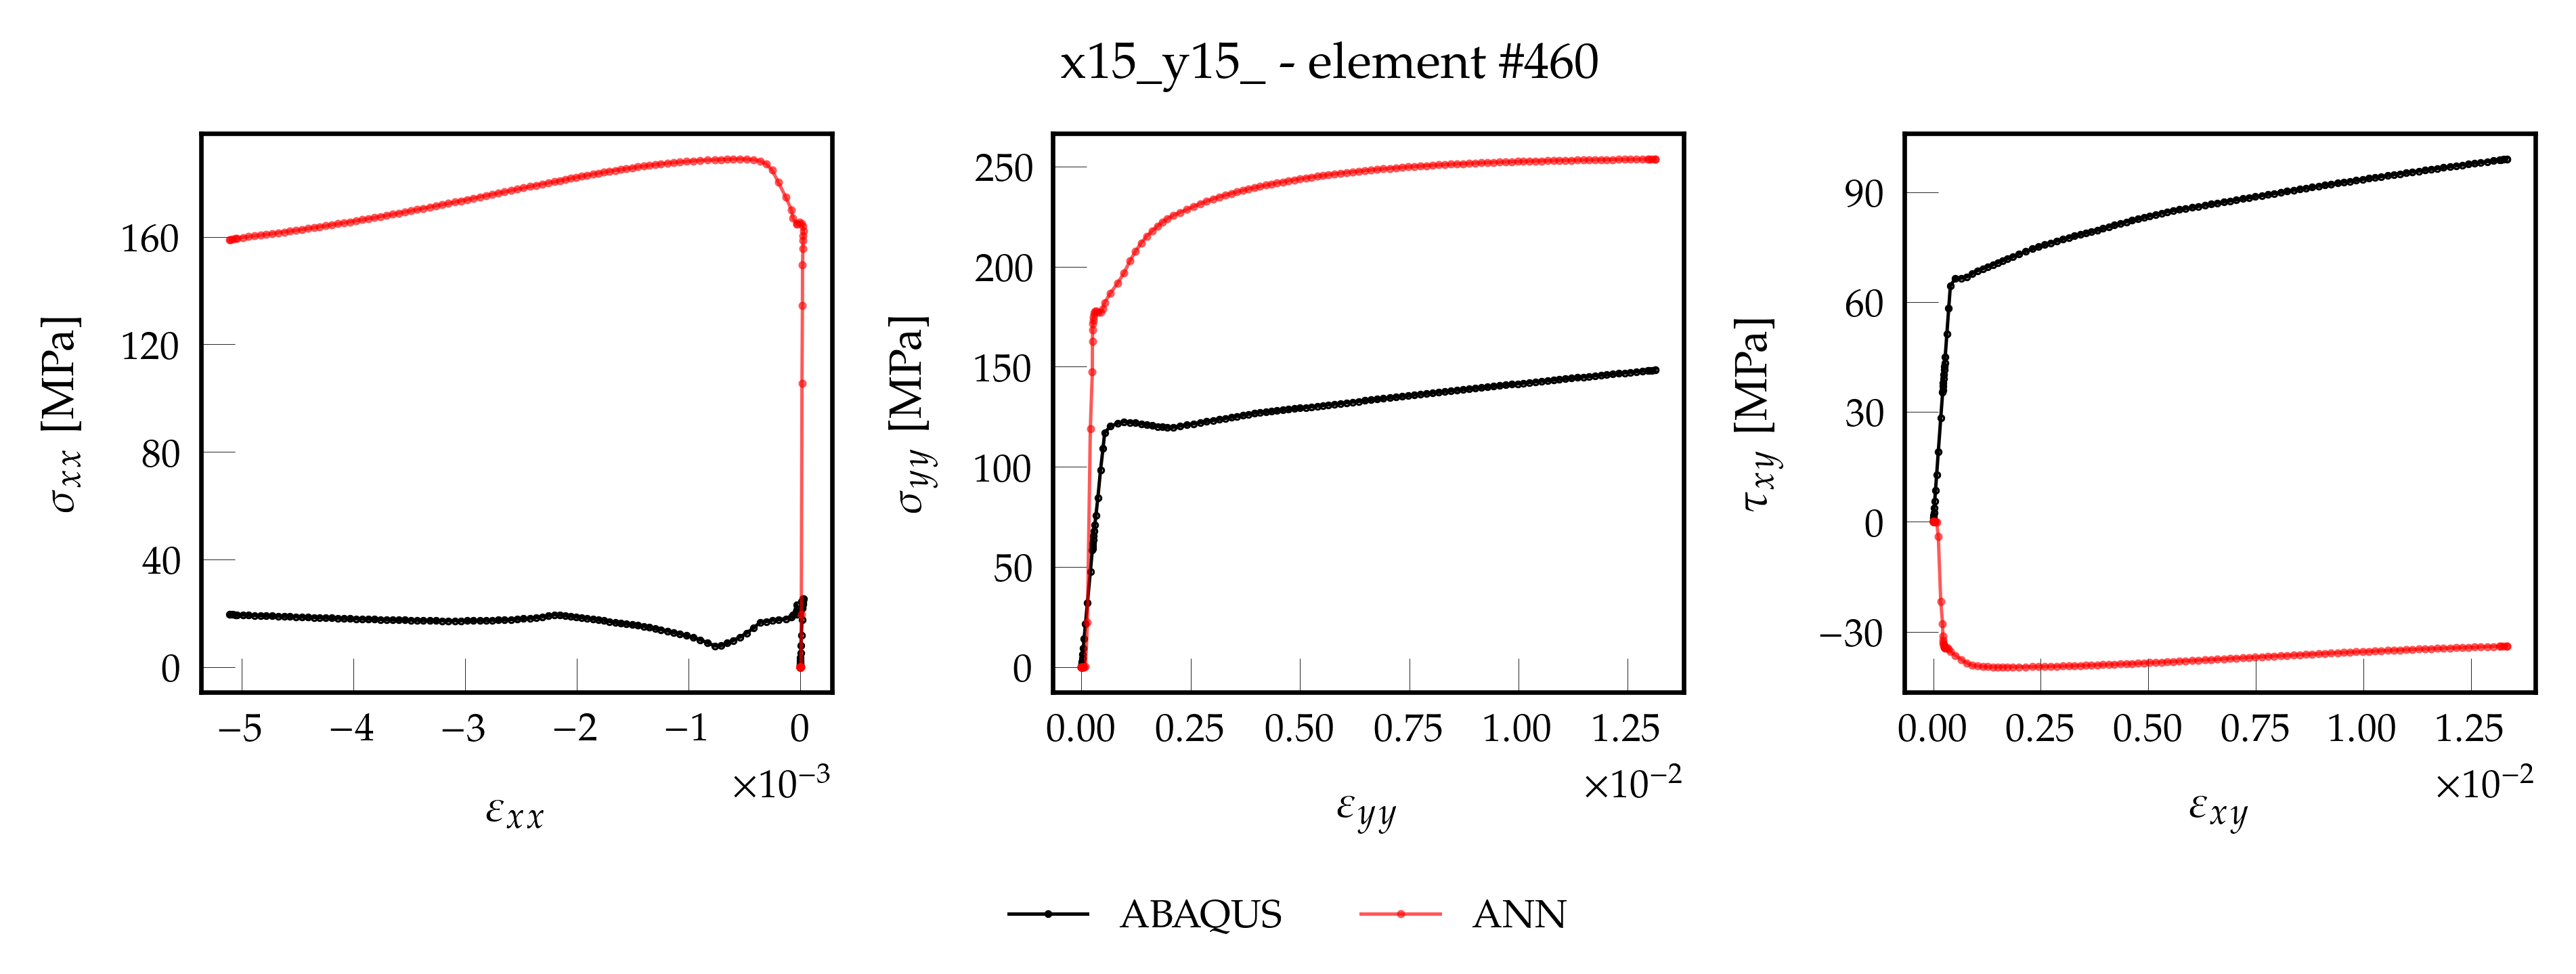 x15_y15_ - element #460
σxx [MPa]
160
120
80
40
0
−5 −4 −3 −2 −1 0
×10⁻³
εxx
σyy [MPa]
250
200
150
100
50
0
0.00 0.25 0.50 0.75 1.00 1.25
×10⁻²
εyy
τxy [MPa]
90
60
30
0
−30
0.00 0.25 0.50 0.75 1.00 1.25
×10⁻²
εxy
ABAQUS ANN